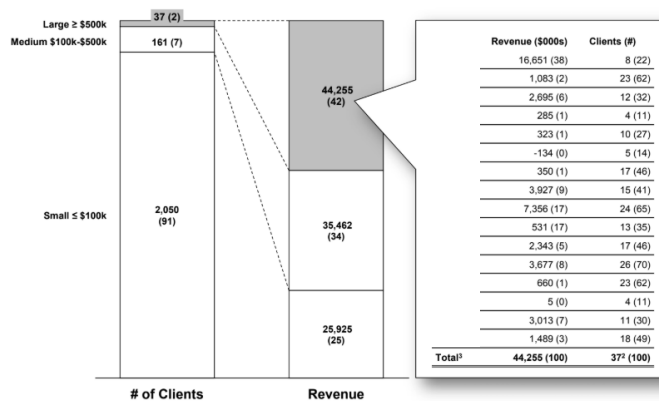 37 (2)
Large ≥ $500k
Medium $100k-$500k
161 (7)
Small ≤ $100k
2,050
(91)
44,255
(42)
35,462
(34)
25,925
(25)
# of Clients
Revenue
Revenue ($000s) Clients (#)
16,651 (38) 8 (22)
1,083 (2) 23 (62)
2,695 (6) 12 (32)
285 (1) 4 (11)
323 (1) 10 (27)
-134 (0) 5 (14)
350 (1) 17 (46)
3,927 (9) 15 (41)
7,356 (17) 24 (65)
531 (17) 13 (35)
2,343 (5) 17 (46)
3,677 (8) 26 (70)
660 (1) 23 (62)
5 (0) 4 (11)
3,013 (7) 11 (30)
1,489 (3) 18 (49)
Total³ 44,255 (100) 37² (100)